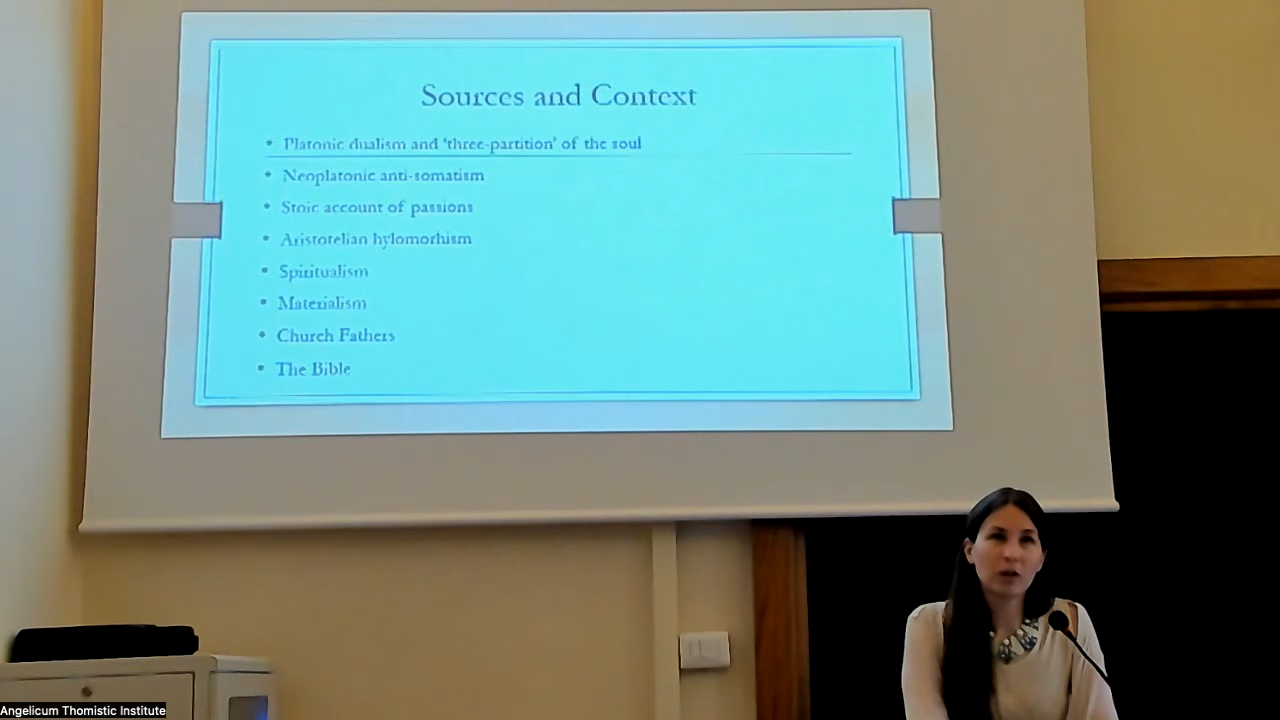 Sources and Context
• Platonic dualism and 'three-partition' of the soul
• Neoplatonic anti-somatism
• Stoic account of passions
• Aristotelian hylomorhism
• Spiritualism
• Materialism
• Church Fathers
• The Bible
Angelicum Thomistic Institute